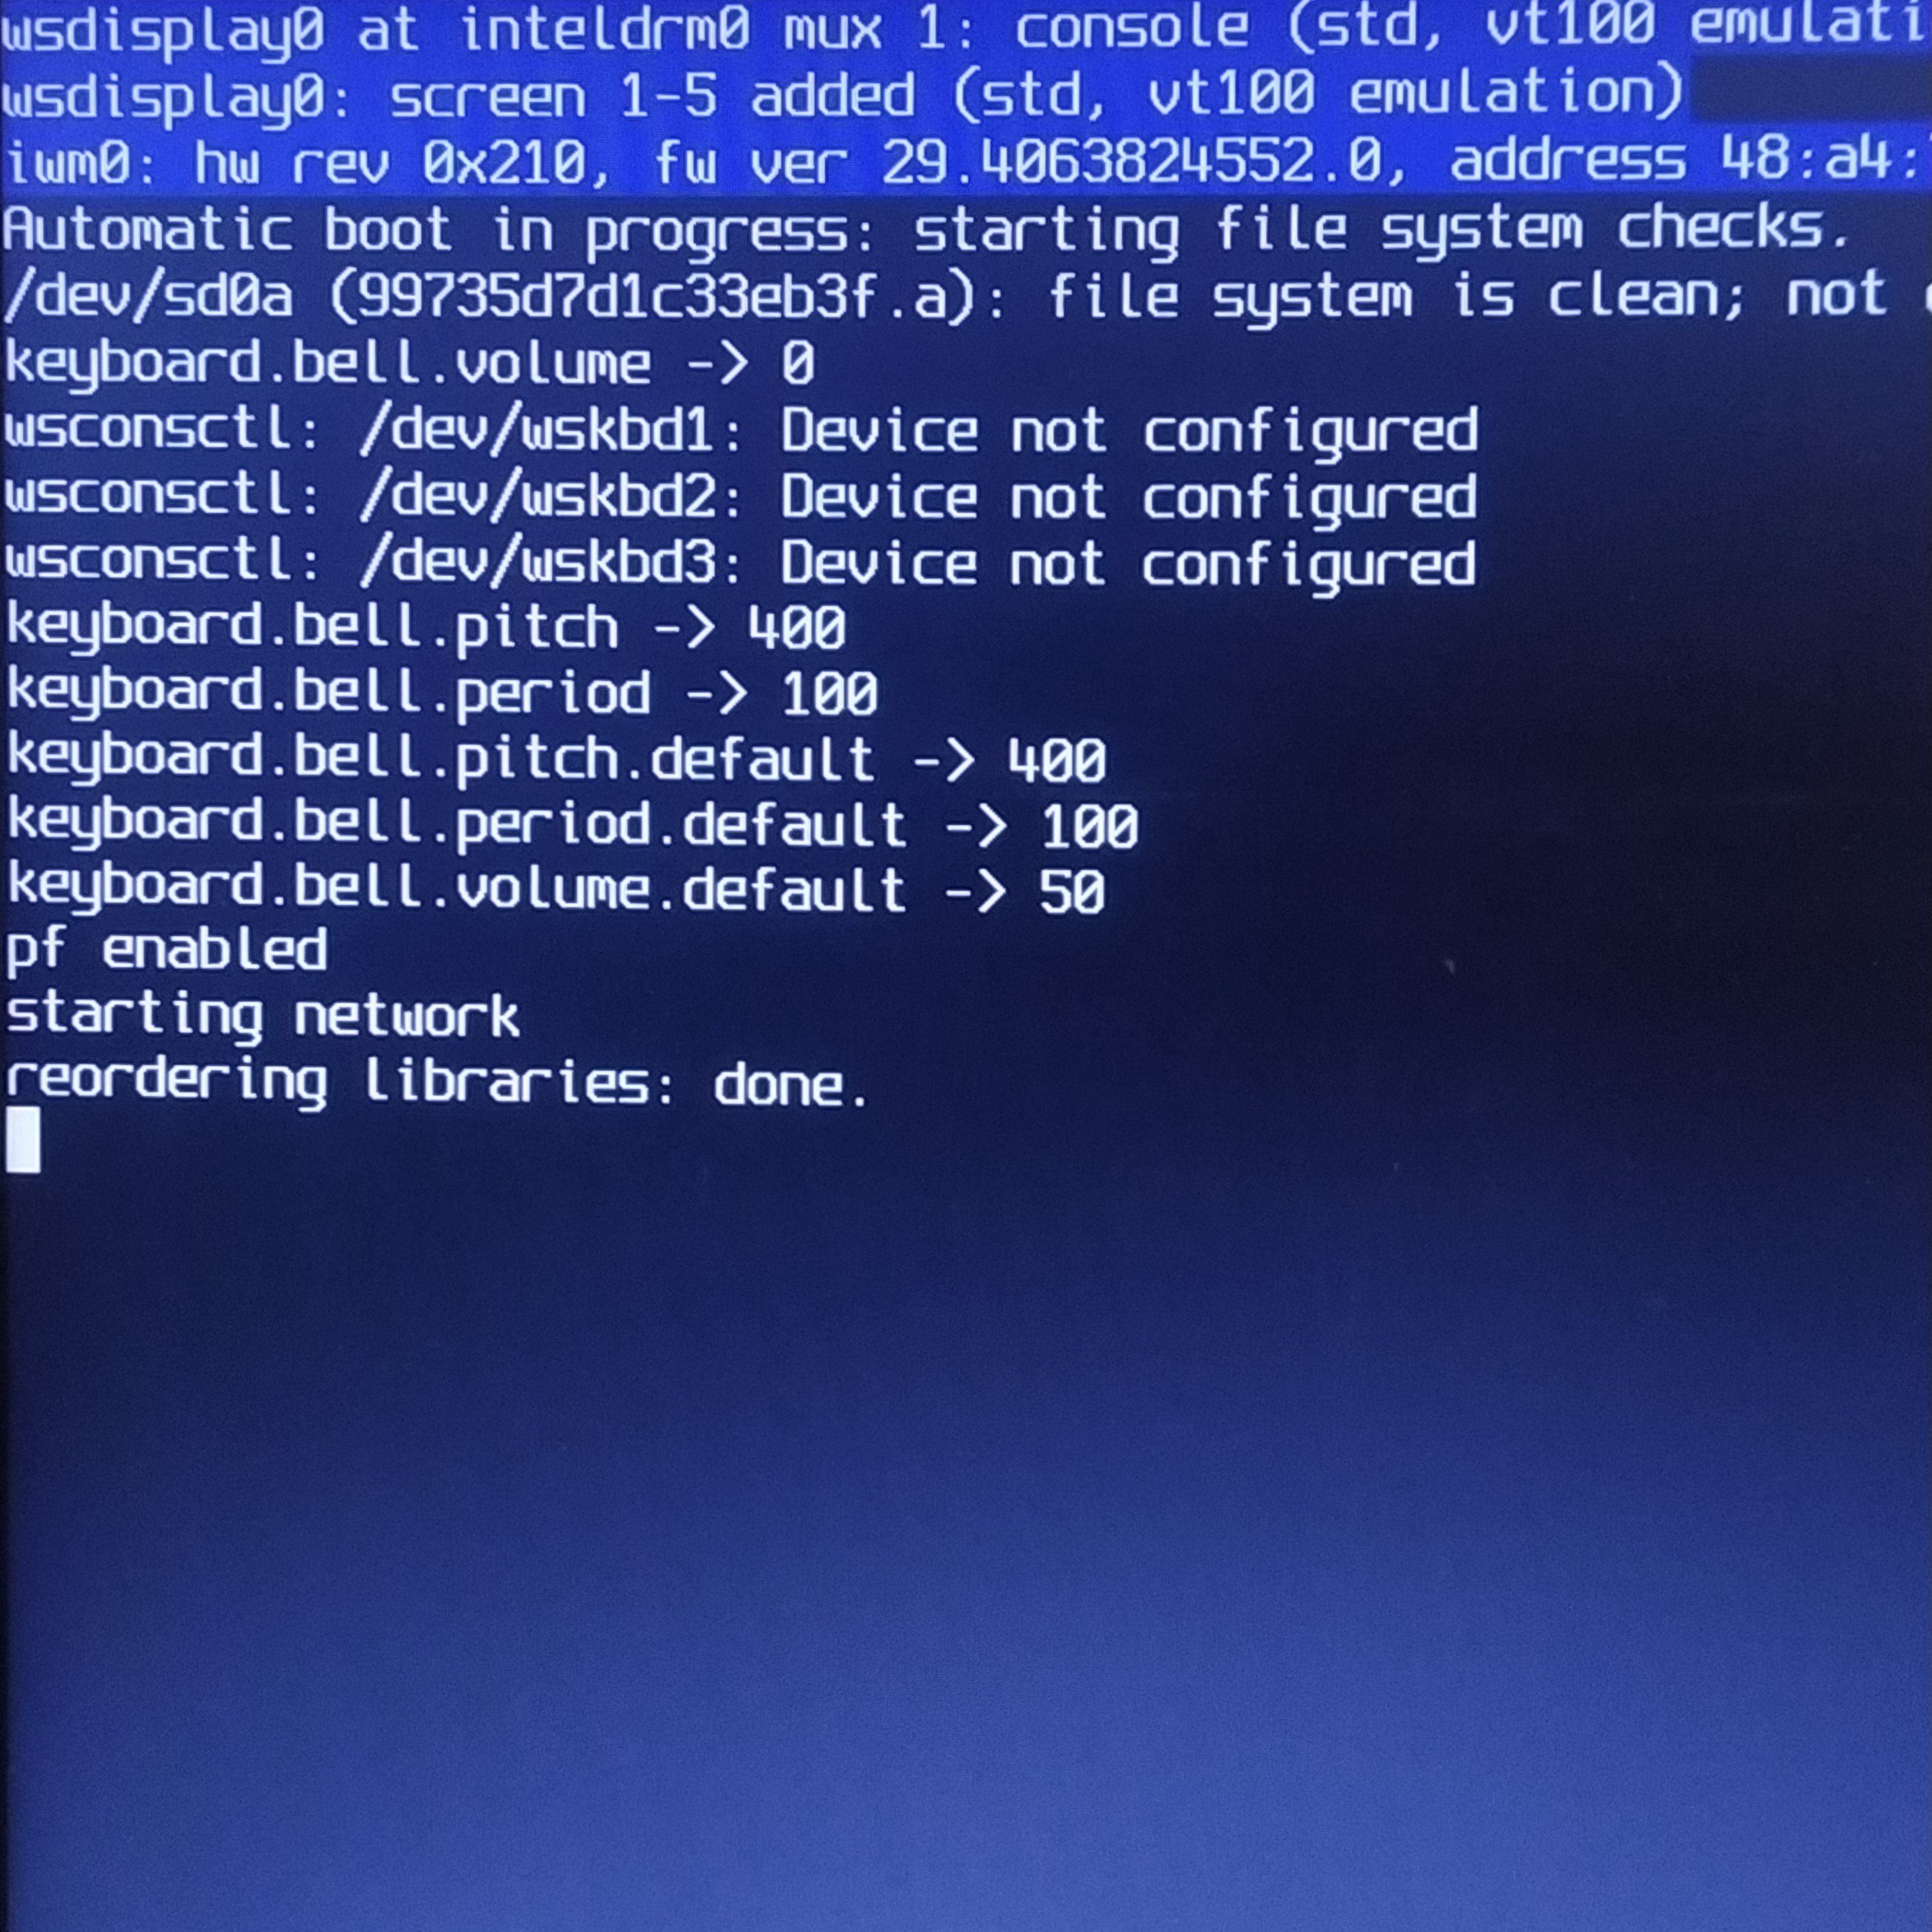 wsdisplay0 at inteldrm0 mux 1: console (std, vt100 emulati
wsdisplay0: screen 1-5 added (std, vt100 emulation)
iwm0: hw rev 0x210, fw ver 29.4063824552.0, address 48:a4:
Automatic boot in progress: starting file system checks.
/dev/sd0a (99735d7d1c33eb3f.a): file system is clean; not
keyboard.bell.volume -> 0
wsconsctl: /dev/wskbd1: Device not configured
wsconsctl: /dev/wskbd2: Device not configured
wsconsctl: /dev/wskbd3: Device not configured
keyboard.bell.pitch -> 400
keyboard.bell.period -> 100
keyboard.bell.pitch.default -> 400
keyboard.bell.period.default -> 100
keyboard.bell.volume.default -> 50
pf enabled
starting network
reordering libraries: done.